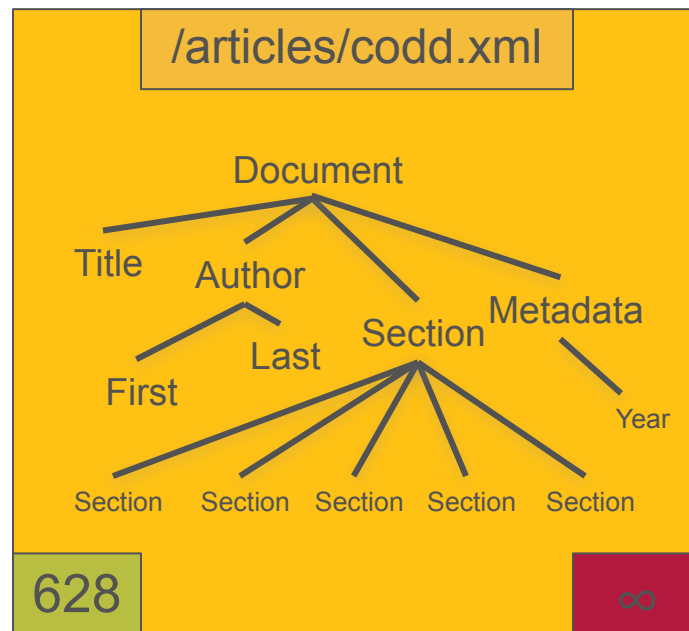 /articles/codd.xml
Document
Title
Author
Section
Metadata
First
Last
Year
Section Section Section Section Section
628
∞